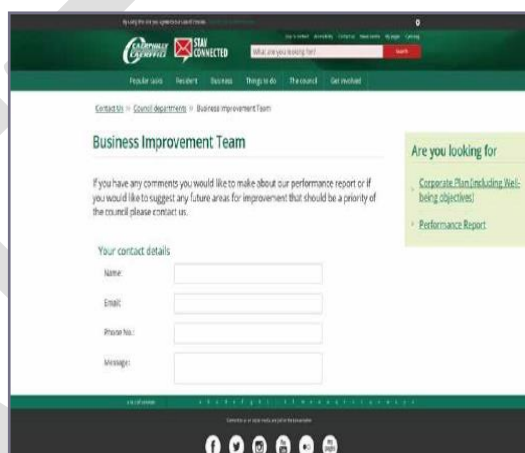 CAERPHILLY
CAERFFILI
STAY
CONNECTED
What are you looking for?
Search
Popular tasks Resident Business Things to do The council Get involved
Contact Us » Council departments » Business Improvement Team
Business Improvement Team
If you have any comments you would like to make about our performance report or if
you would like to suggest any future areas for improvement that should be a priority of
the council please contact us.
Your contact details
Name:
Email:
Phone No.:
Message:
Are you looking for
Corporate Plan (including Well-
being objectives)
Performance Report